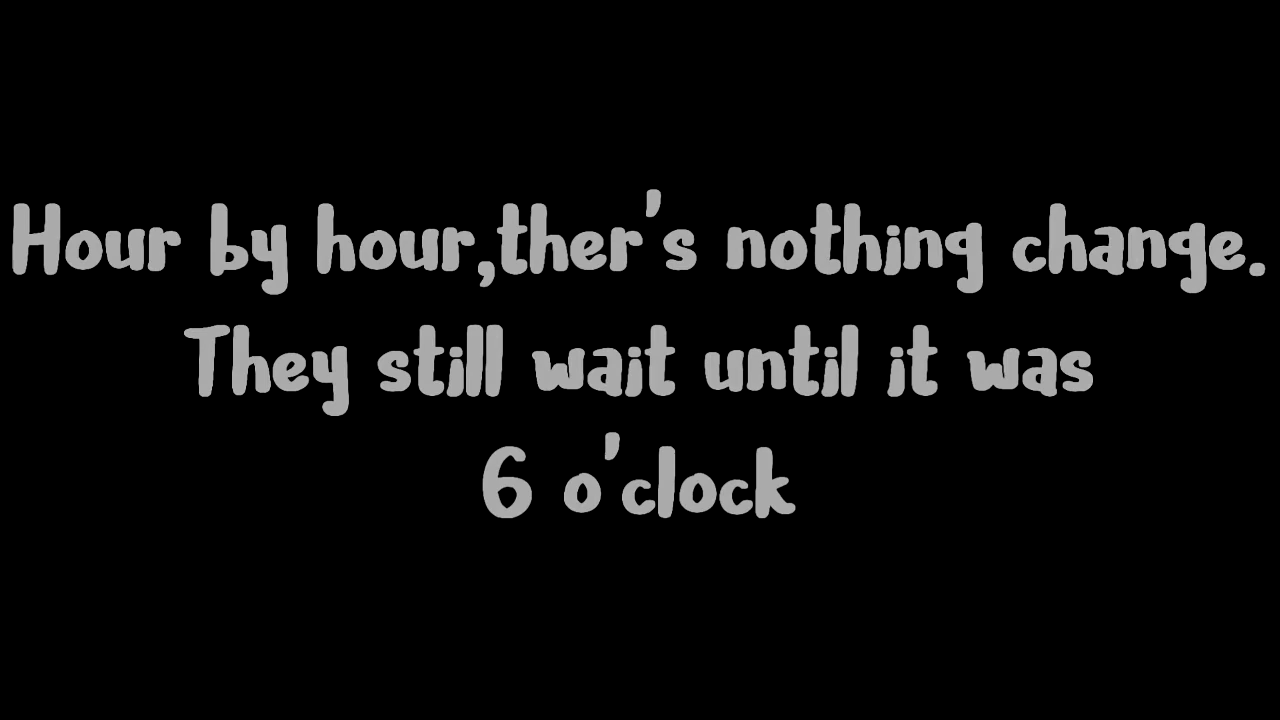 Hour by hour,ther's nothing change.
They still wait until it was
6 o'clock